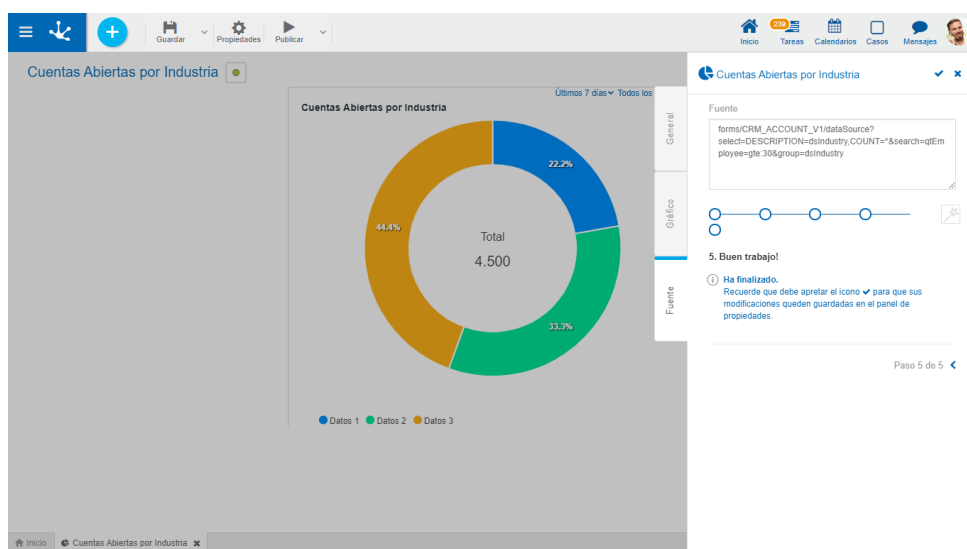 Guardar
Propiedades
Publicar
Inicio
239
Tareas
Calendarios
Casos
Mensajes
Cuentas Abiertas por Industria
Últimos 7 días Todos los
Cuentas Abiertas por Industria
22.2%
44.4%
33.3%
Total
4.500
Datos 1 Datos 2 Datos 3
General
Gráfico
Fuente
Cuentas Abiertas por Industria
Fuente
forms/CRM_ACCOUNT_V1/dataSource?
select=DESCRIPTION=dsIndustry,COUNT=*&search=qtEm
ployee=gte:30&group=dsIndustry
5. Buen trabajo!
Ha finalizado.
Recuerde que debe apretar el icono ✔ para que sus
modificaciones queden guardadas en el panel de
propiedades.
Paso 5 de 5
Inicio
Cuentas Abiertas por Industria